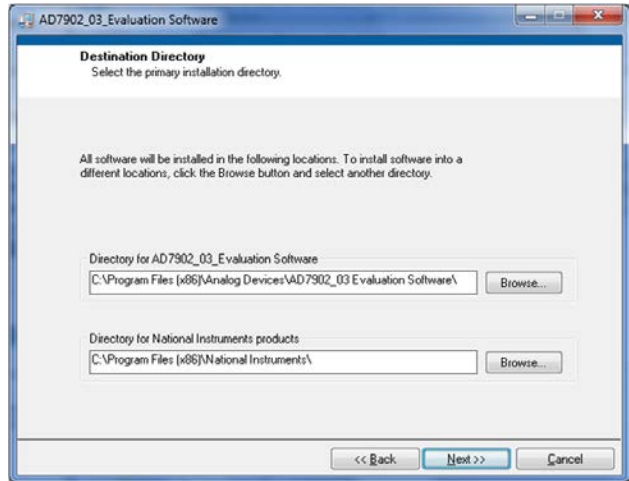 AD7902_03_Evaluation Software
Destination Directory
Select the primary installation directory.
All software will be installed in the following locations. To install software into a
different locations, click the Browse button and select another directory.
Directory for AD7902_03_Evaluation Software
C:\Program Files (x86)\Analog Devices\AD7902_03 Evaluation Software\
Browse...
Directory for National Instruments products
C:\Program Files (x86)\National Instruments\
Browse...
<< Back Next >> Cancel